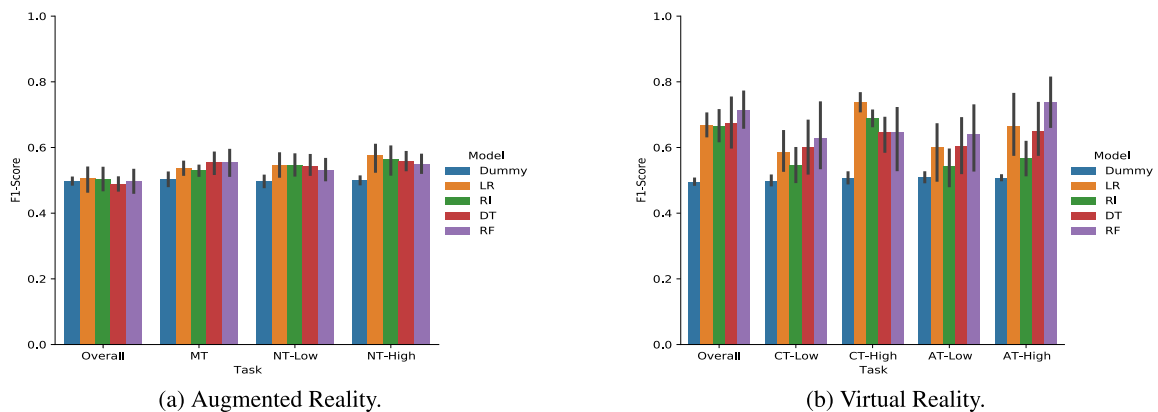 1.0
0.8
0.6
0.4
0.2
0.0
F1-Score
Overall MT NT-Low NT-High
Task
Model
Dummy
LR
RI
DT
RF
(a) Augmented Reality.
1.0
0.8
0.6
0.4
0.2
0.0
F1-Score
Overall CT-Low CT-High AT-Low AT-High
Task
Model
Dummy
LR
RI
DT
RF
(b) Virtual Reality.